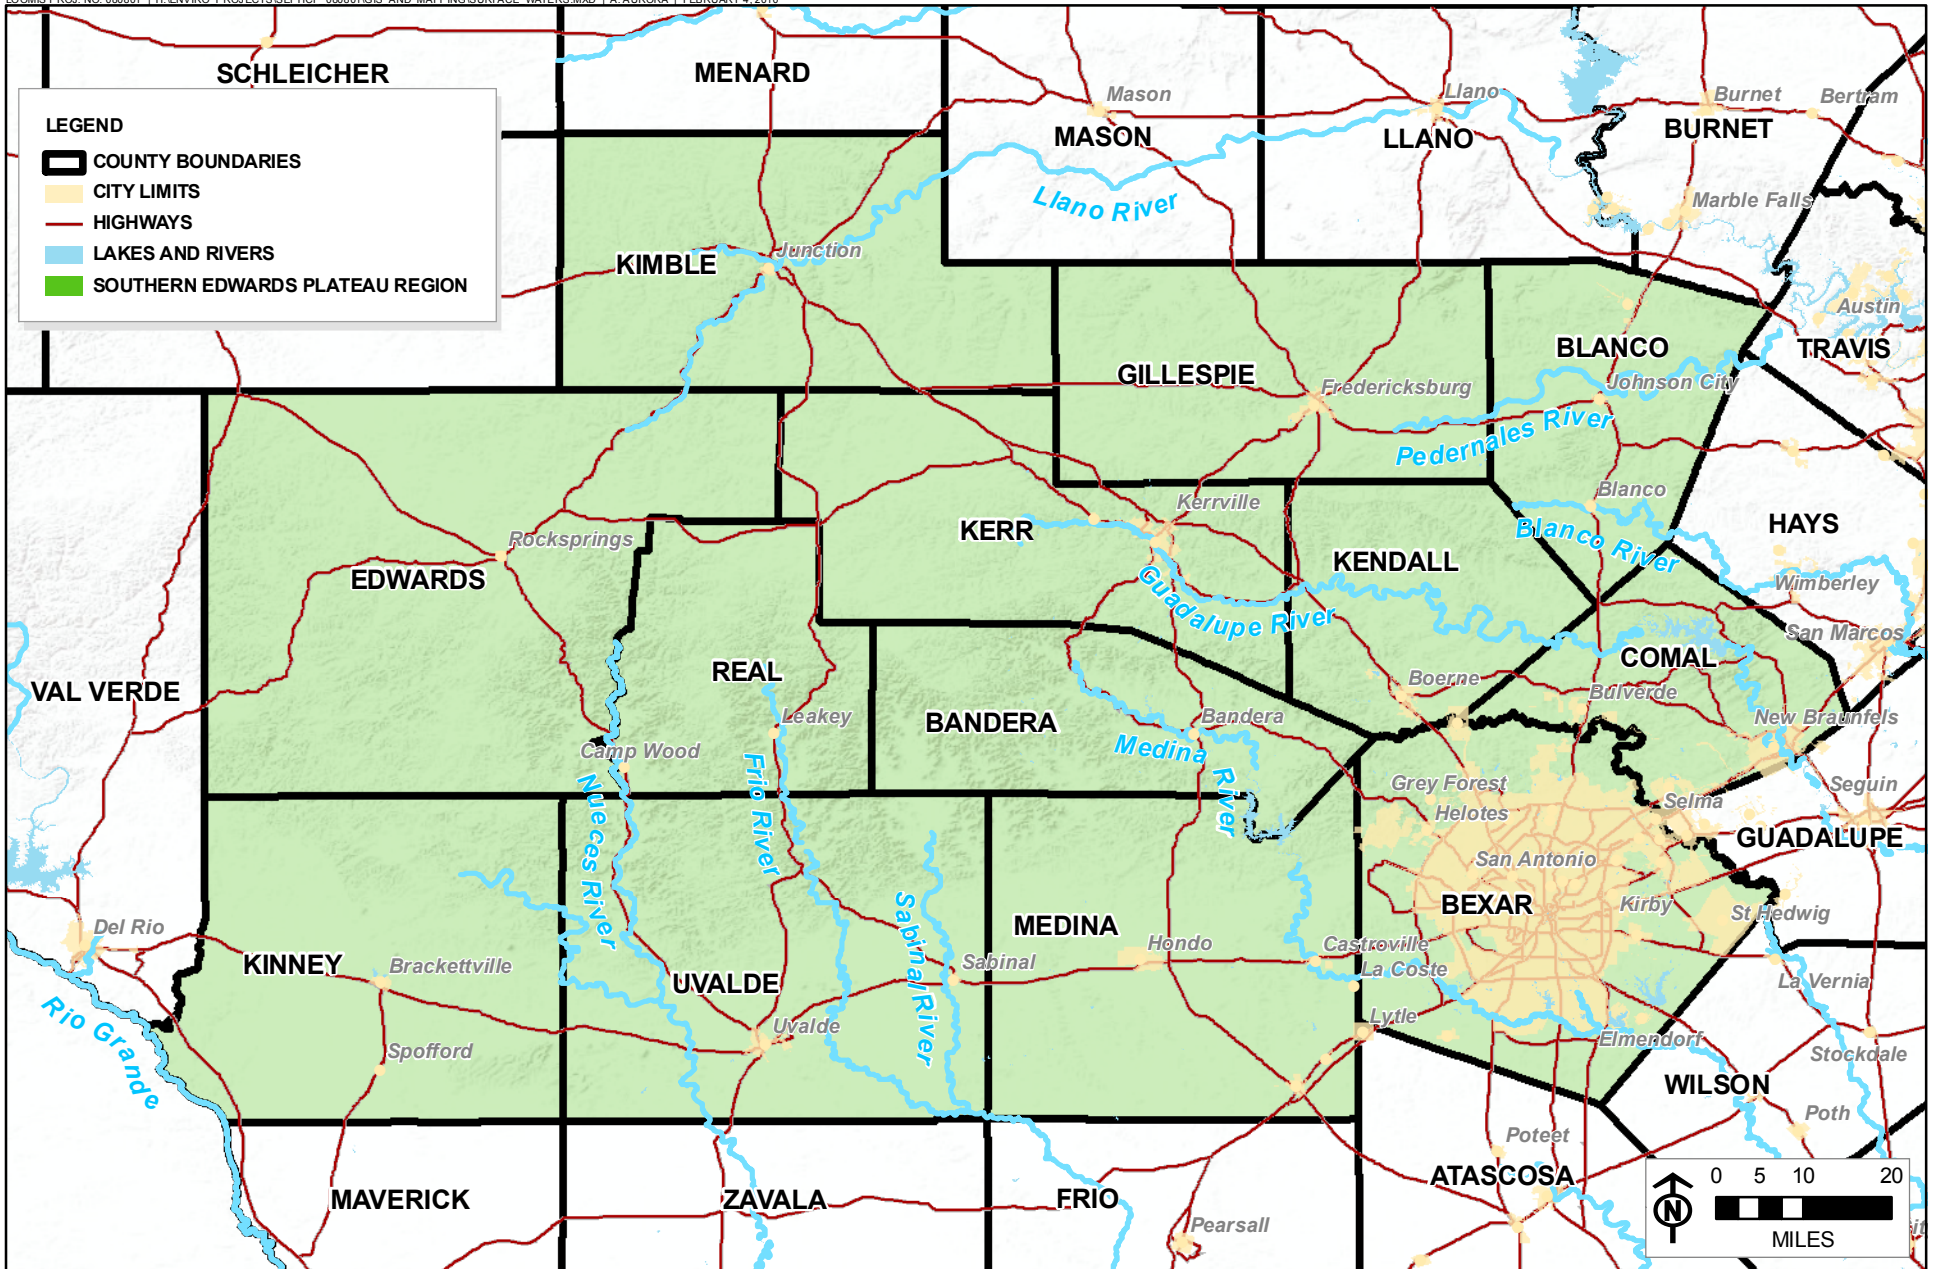 SCHLEICHER
MENARD
Mason
MASON
Llano
LLANO
Burnet
Bertram
BURNET
LEGEND
COUNTY BOUNDARIES
CITY LIMITS
HIGHWAYS
LAKES AND RIVERS
SOUTHERN EDWARDS PLATEAU REGION
Llano River
Marble Falls
KIMBLE
Junction
Austin
TRAVIS
BLANCO
GILLESPIE
Fredericksburg
Johnson City
Pedernales River
Kerrville
Blanco
KERR
Blanco River
HAYS
Rocksprings
EDWARDS
KENDALL
Wimberley
Guadalupe River
San Marcos
REAL
COMAL
VAL VERDE
Boerne
Bulverde
Leakey
BANDERA
Bandera
New Braunfels
Camp Wood
Medina River
Nueces River
Frio River
Grey Forest
Helotes
Selma
Seguin
GUADALUPE
San Antonio
BEXAR
Kirby
St Hedwig
Sabinal River
MEDINA
Del Rio
KINNEY
Brackettville
Hondo
Castroville
La Coste
Sabinal
UVALDE
La Vernia
Rio Grande
Uvalde
Lytle
Elmendorf
Spofford
Stockdale
WILSON
Poth
Poteet
ATASCOSA
MAVERICK
ZAVALA
FRIO
Pearsall
0 5 10 20
N
MILES